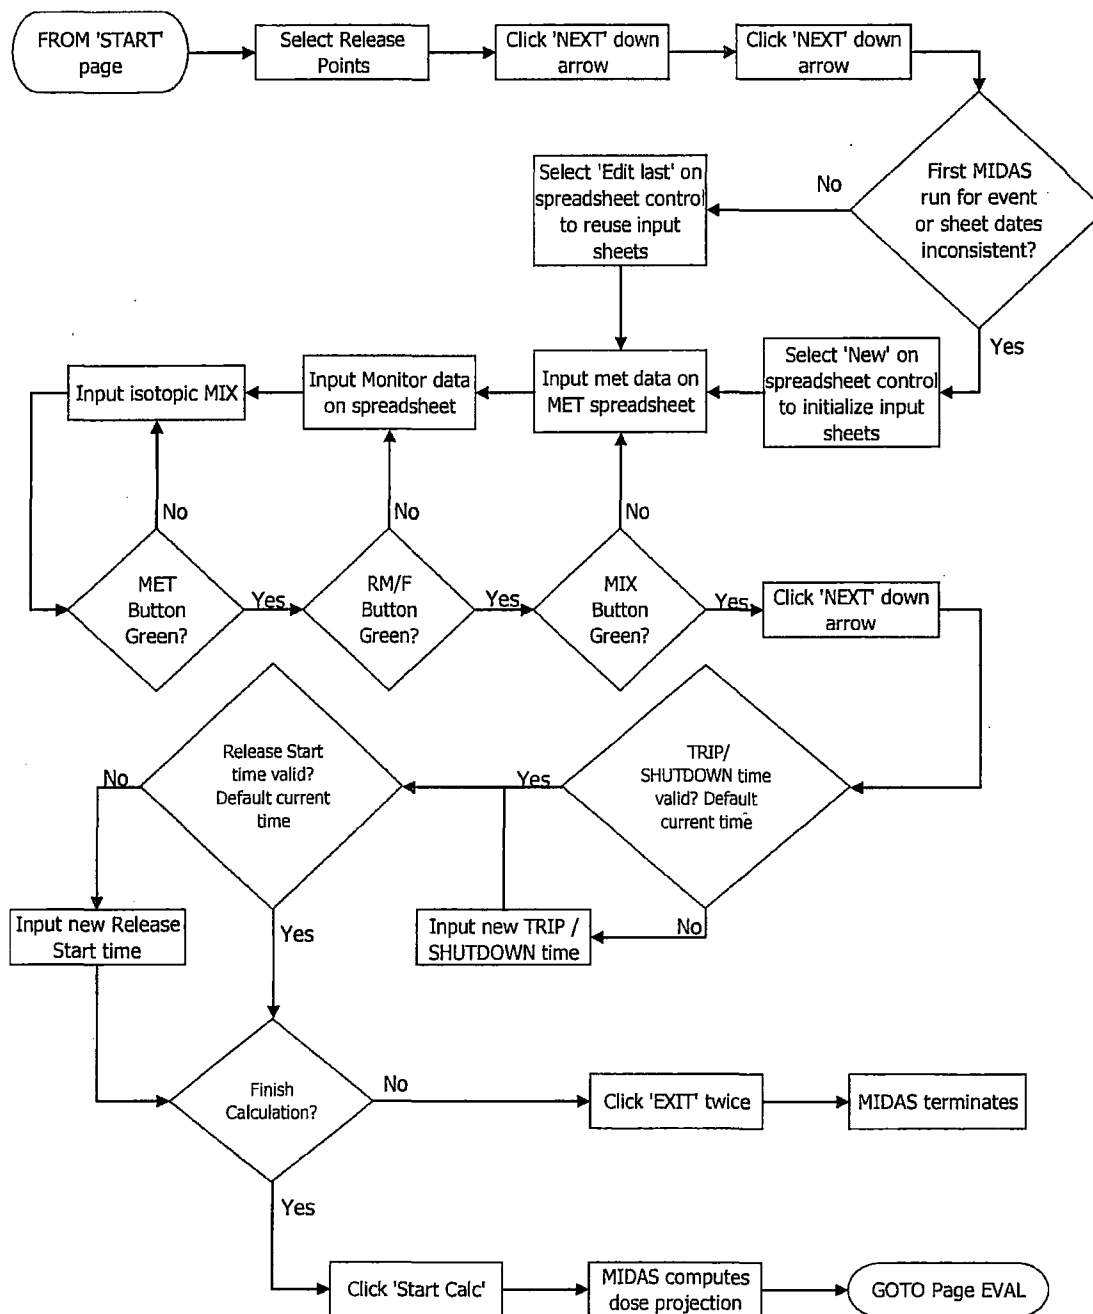 FROM 'START'
page
Select Release
Points
Click 'NEXT' down
arrow
Click 'NEXT' down
arrow
First MIDAS
run for event
or sheet dates
inconsistent?
No
Yes
Select 'Edit last' on
spreadsheet control
to reuse input
sheets
Select 'New' on
spreadsheet control
to initialize input
sheets
Input met data on
MET spreadsheet
Input Monitor data
on spreadsheet
Input isotopic MIX
No
No
No
MET
Button
Green?
Yes
RM/F
Button
Green?
Yes
MIX
Button
Green?
Yes
Click 'NEXT' down
arrow
TRIP/
SHUTDOWN time
valid? Default
current time
Yes
No
Input new TRIP /
SHUTDOWN time
Release Start
time valid?
Default current
time
No
Yes
Input new Release
Start time
Finish
Calculation?
No
Click 'EXIT' twice
MIDAS terminates
Yes
Click 'Start Calc'
MIDAS computes
dose projection
GOTO Page EVAL